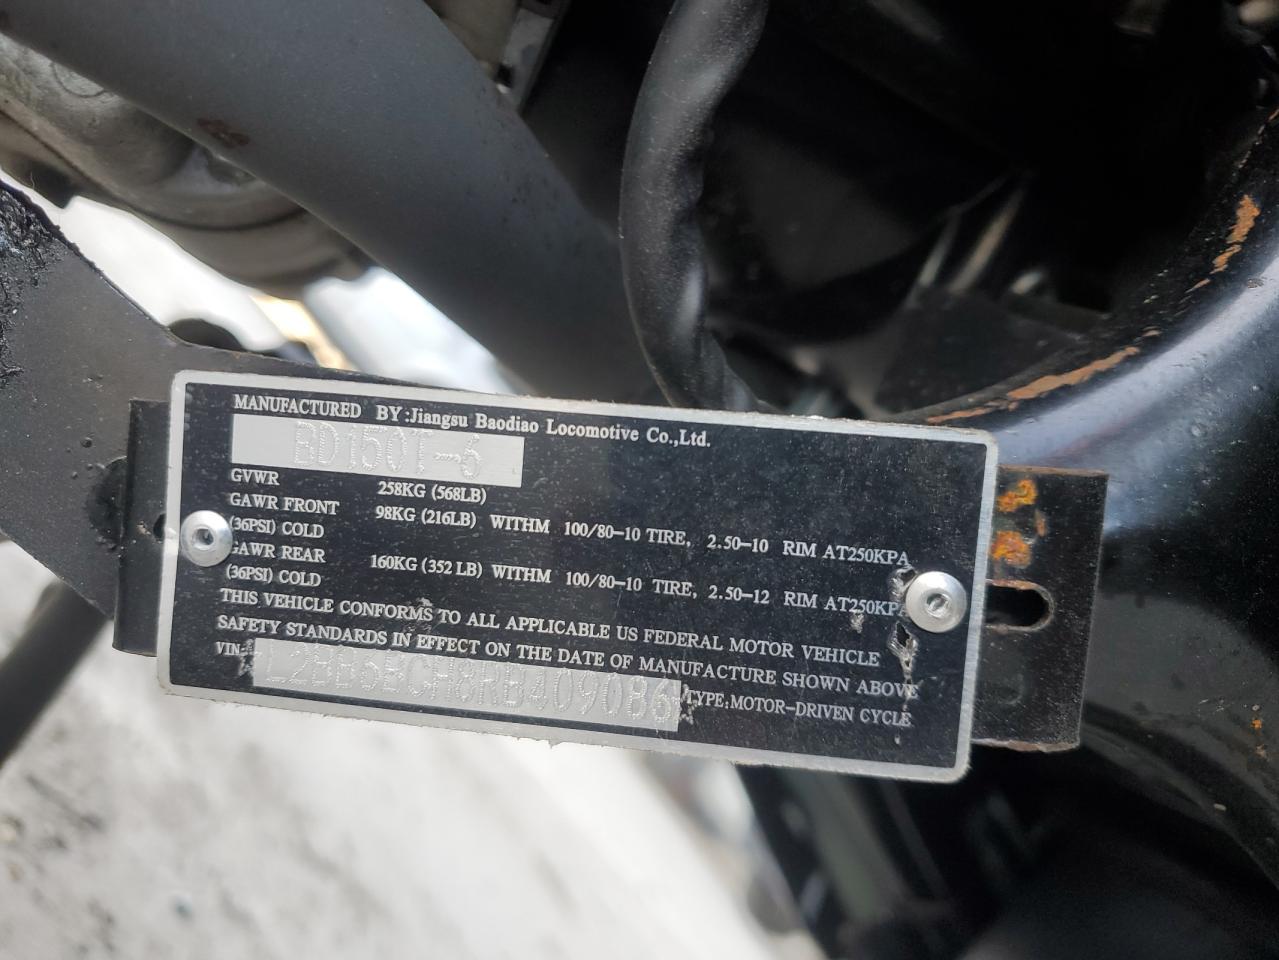 MANUFACTURED BY:Jiangsu Baodiao Locomotive Co.,Ltd.
BD150T-6
GVWR 258KG (568LB)
GAWR FRONT 98KG (216LB) WITHM 100/80-10 TIRE, 2.50-10 RIM AT250KPA
(36PSI) COLD
GAWR REAR 160KG (352 LB) WITHM 100/80-10 TIRE, 2.50-12 RIM AT250KPA
(36PSI) COLD
THIS VEHICLE CONFORMS TO ALL APPLICABLE US FEDERAL MOTOR VEHICLE
SAFETY STANDARDS IN EFFECT ON THE DATE OF MANUFACTURE SHOWN ABOVE
VIN: ☆L2BB6BCH8RB409086☆ TYPE:MOTOR-DRIVEN CYCLE